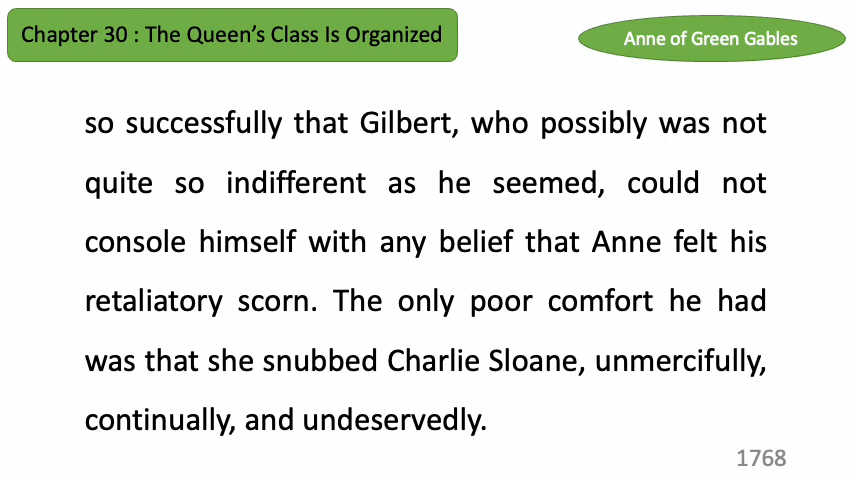 Chapter 30 : The Queen’s Class Is Organized
Anne of Green Gables
so successfully that Gilbert, who possibly was not
quite so indifferent as he seemed, could not
console himself with any belief that Anne felt his
retaliatory scorn. The only poor comfort he had
was that she snubbed Charlie Sloane, unmercifully,
continually, and undeservedly.
1768